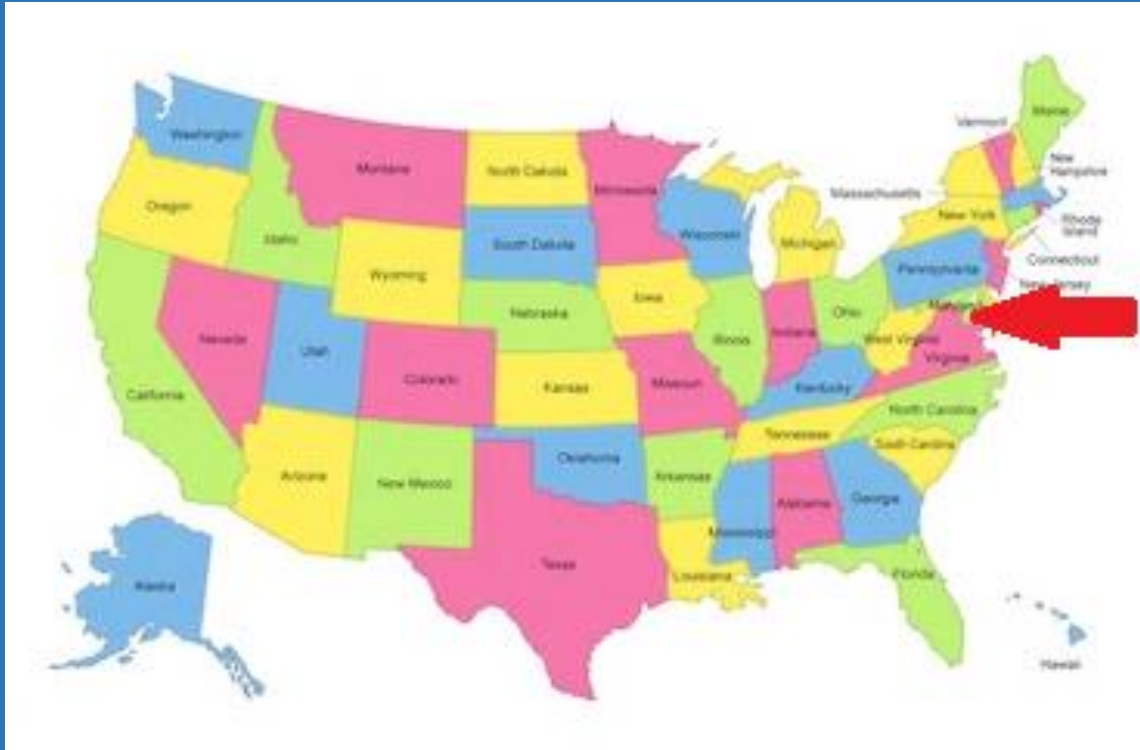 Maine
Vermont
Washington
Montana
North Dakota
New
Hampshire
Minnesota
Massachusetts
Oregon
New York
Rhode
Island
Idaho
South Dakota
Wisconsin
Michigan
Connecticut
Pennsylvania
Wyoming
New Jersey
Iowa
Nebraska
Ohio
Nevada
Utah
Illinois
Indiana
West Virginia
Virginia
Colorado
Kansas
Missouri
Kentucky
California
North Carolina
Tennessee
South Carolina
Oklahoma
Arizona
New Mexico
Arkansas
Georgia
Alabama
Mississippi
Texas
Louisiana
Florida
Alaska
Hawaii